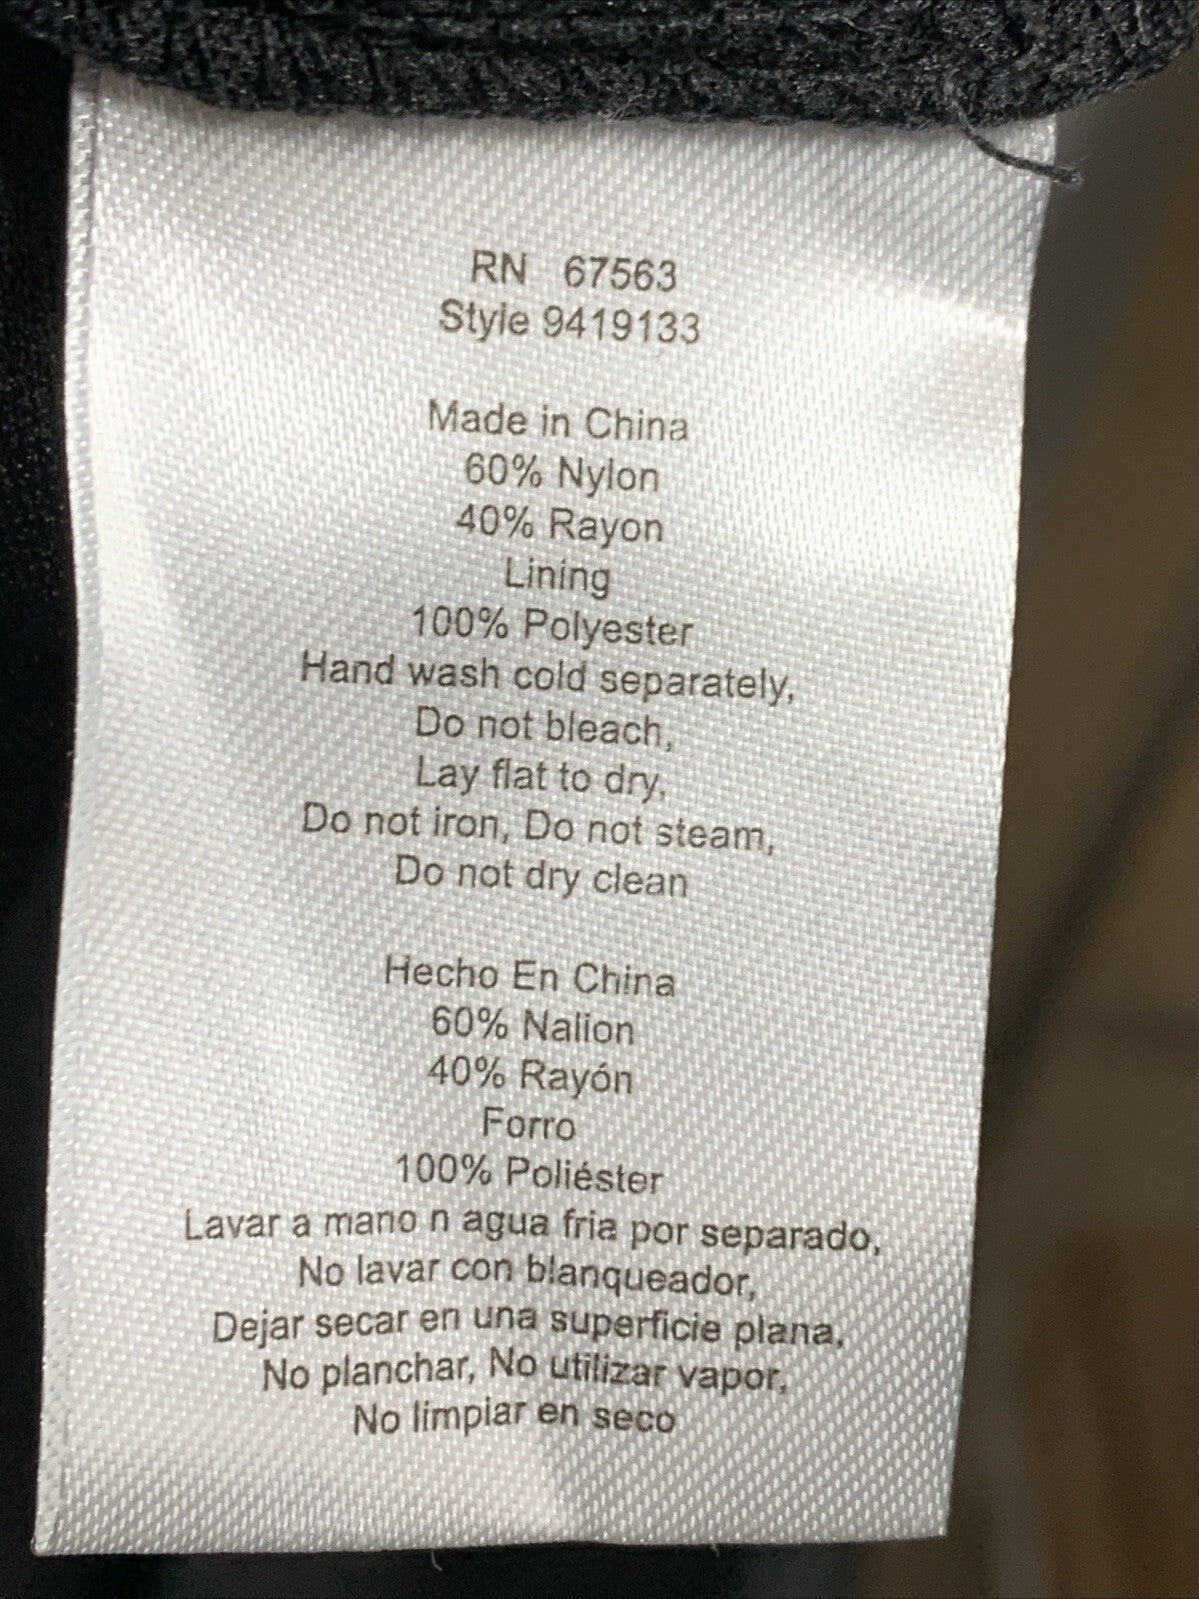 RN 67563
Style 9419133
Made in China
60% Nylon
40% Rayon
Lining
100% Polyester
Hand wash cold separately,
Do not bleach,
Lay flat to dry,
Do not iron, Do not steam,
Do not dry clean
Hecho En China
60% Nalion
40% Rayón
Forro
100% Poliéster
Lavar a mano n agua fria por separado,
No lavar con blanqueador,
Dejar secar en una superficie plana,
No planchar, No utilizar vapor,
No limpiar en seco